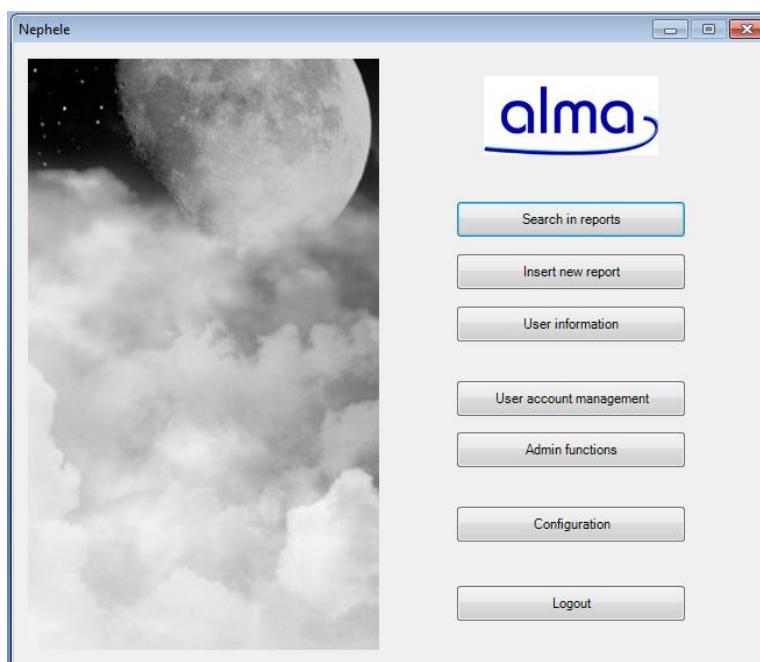 Nephele
alma
Search in reports
Insert new report
User information
User account management
Admin functions
Configuration
Logout